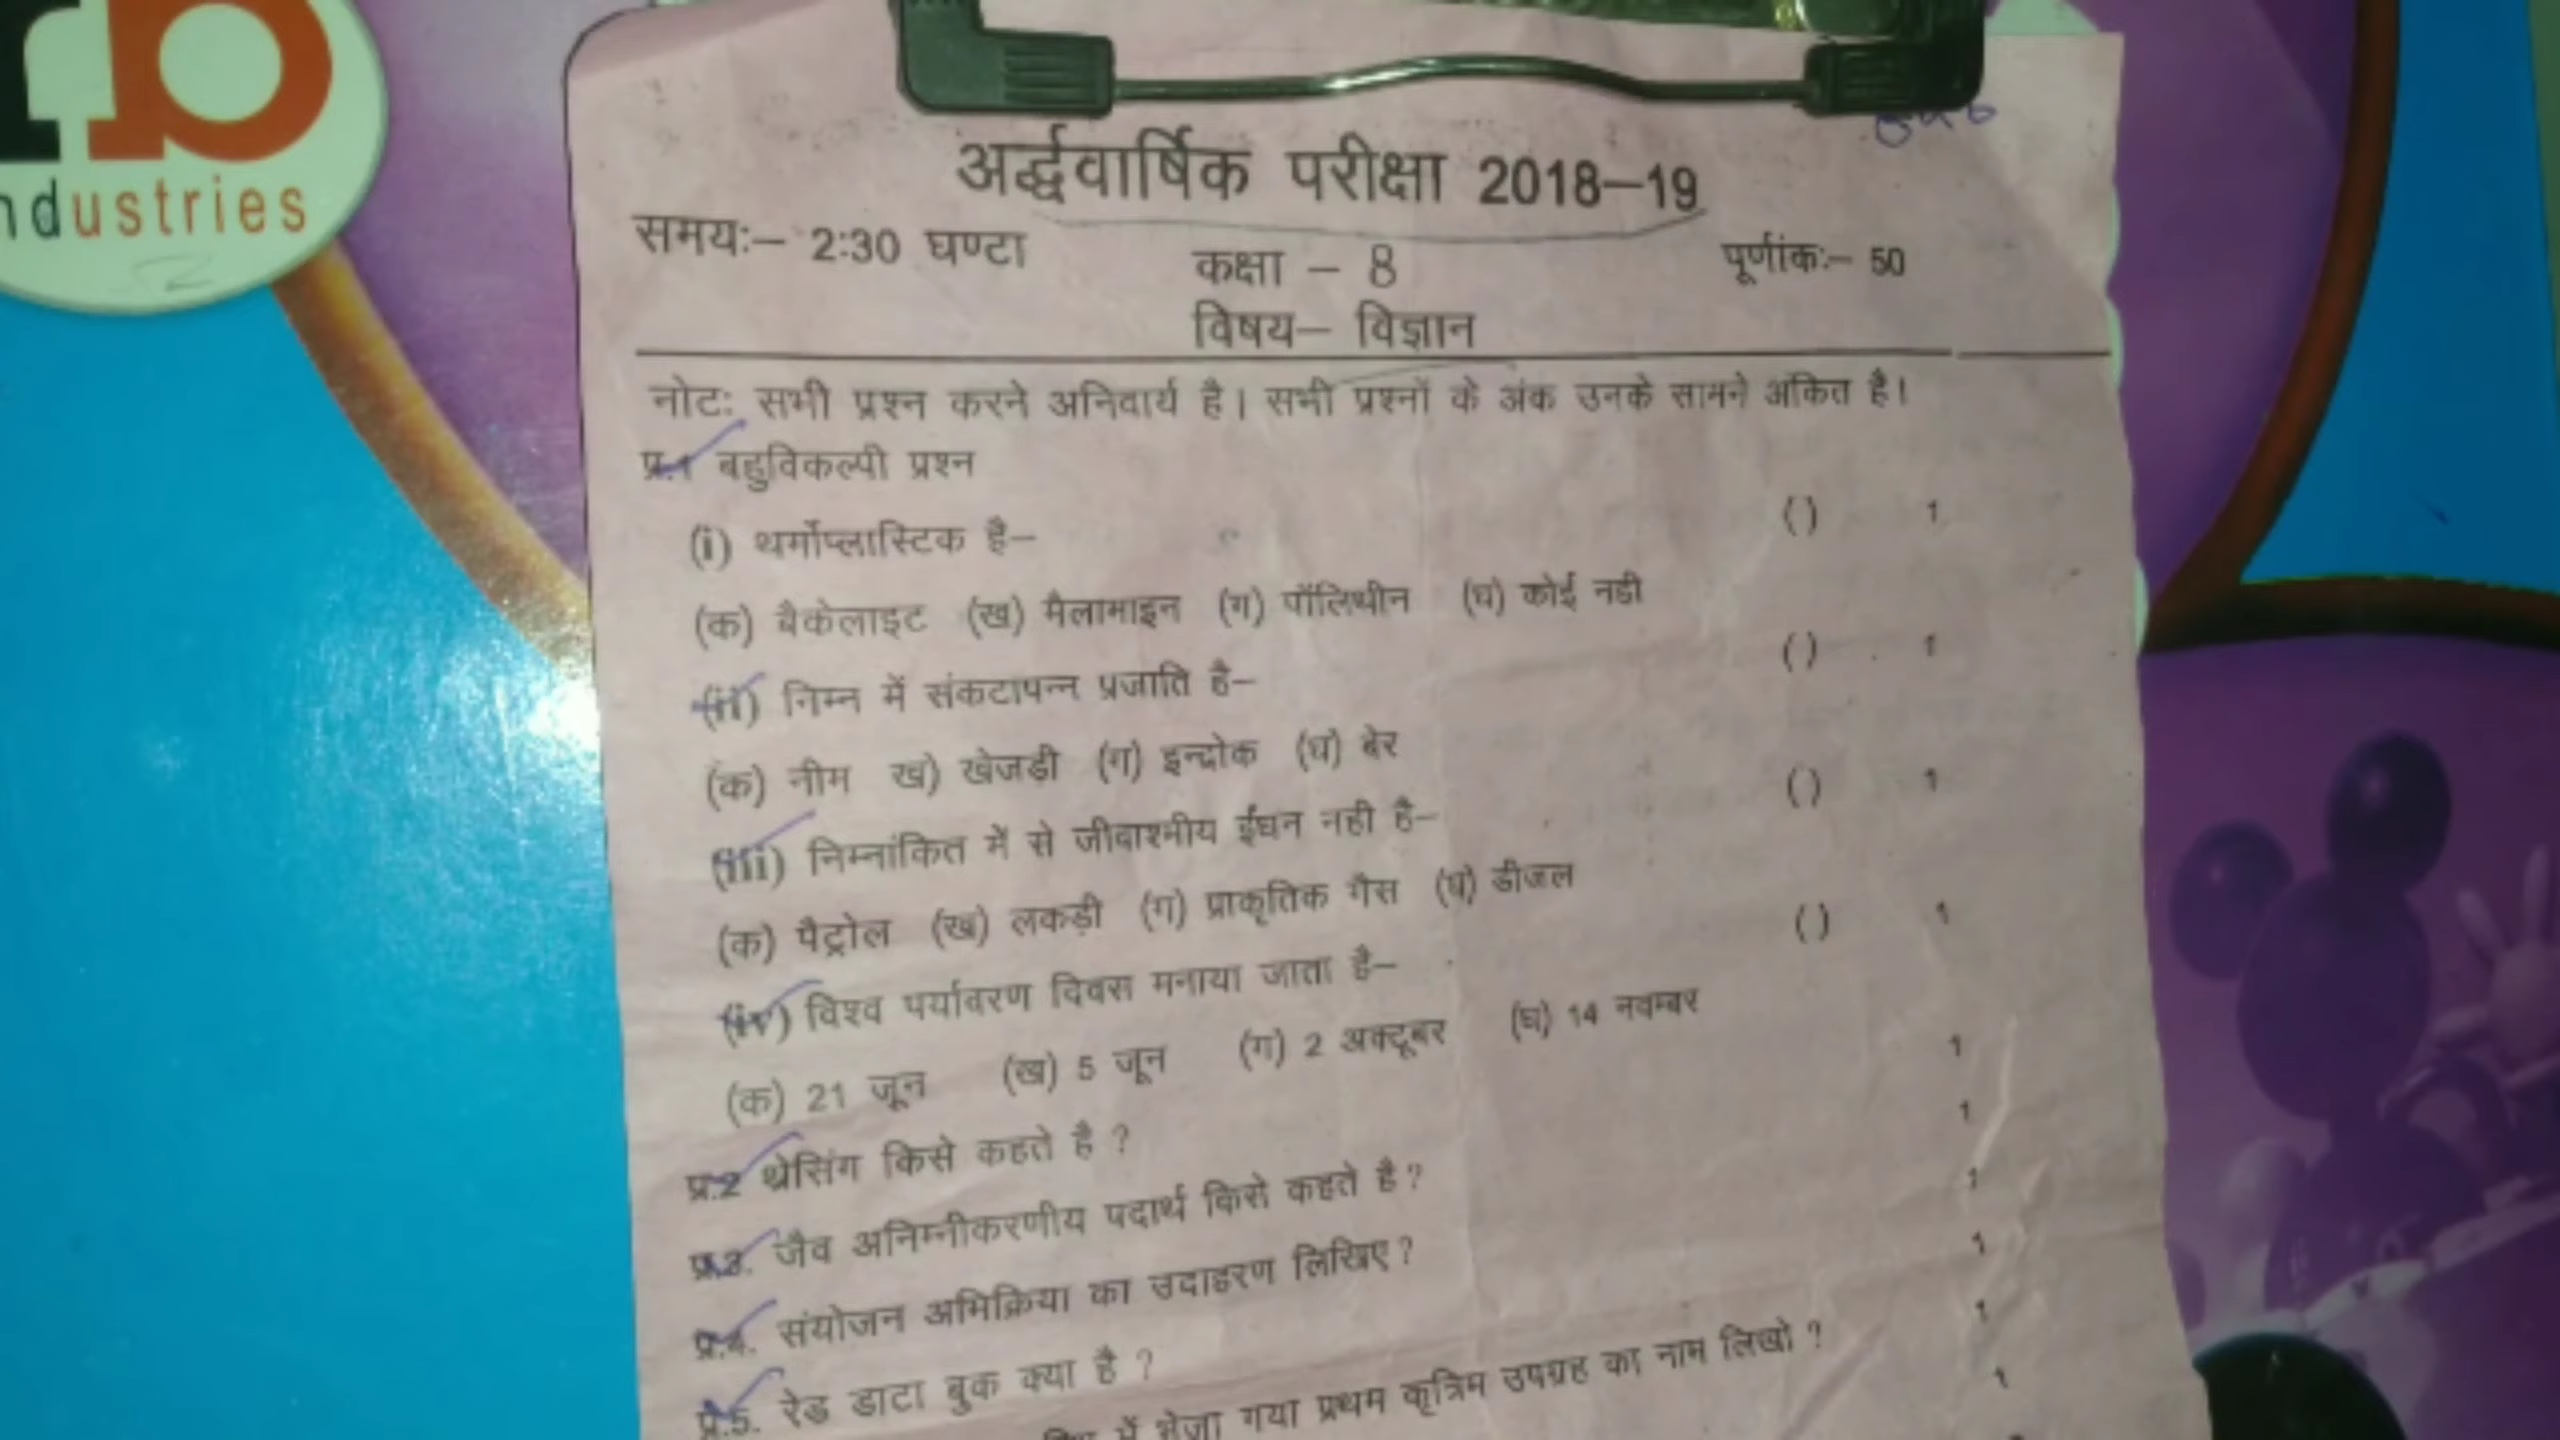 b
ndustries
अर्द्धवार्षिक परीक्षा 2018–19
समयः– 2:30 घण्टा
कक्षा – 8
पूर्णांकः– 50
विषय– विज्ञान
नोटः सभी प्रश्न करने अनिवार्य है। सभी प्रश्नों के अंक उनके सामने अंकित है।
प्र.1 बहुविकल्पी प्रश्न
(i) थर्मोप्लास्टिक है– () 1
(क) बैकेलाइट (ख) मैलामाइन (ग) पॉलिथीन (घ) कोई नही
(ii) निम्न में संकटापन्न प्रजाति है– () 1
(क) नीम ख) खेजड़ी (ग) इन्द्रोक (घ) बेर
(iii) निम्नांकित में से जीवाश्मीय ईंघन नही है– () 1
(क) पैट्रोल (ख) लकड़ी (ग) प्राकृतिक गैस (घ) डीजल
(iv) विश्व पर्यावरण दिवस मनाया जाता है– () 1
(क) 21 जून (ख) 5 जून (ग) 2 अक्टूबर (घ) 14 नवम्बर
प्र.2 थ्रेसिंग किसे कहते है ? 1
प्र.3. जैव अनिम्नीकरणीय पदार्थ किसे कहते है? 1
प्र.4. संयोजन अभिक्रिया का उदाहरण लिखिए? 1
प्र.5. रेड डाटा बुक क्या है ? 1
में भेजा गया प्रथम कृत्रिम उपग्रह का नाम लिखो ? 1
1